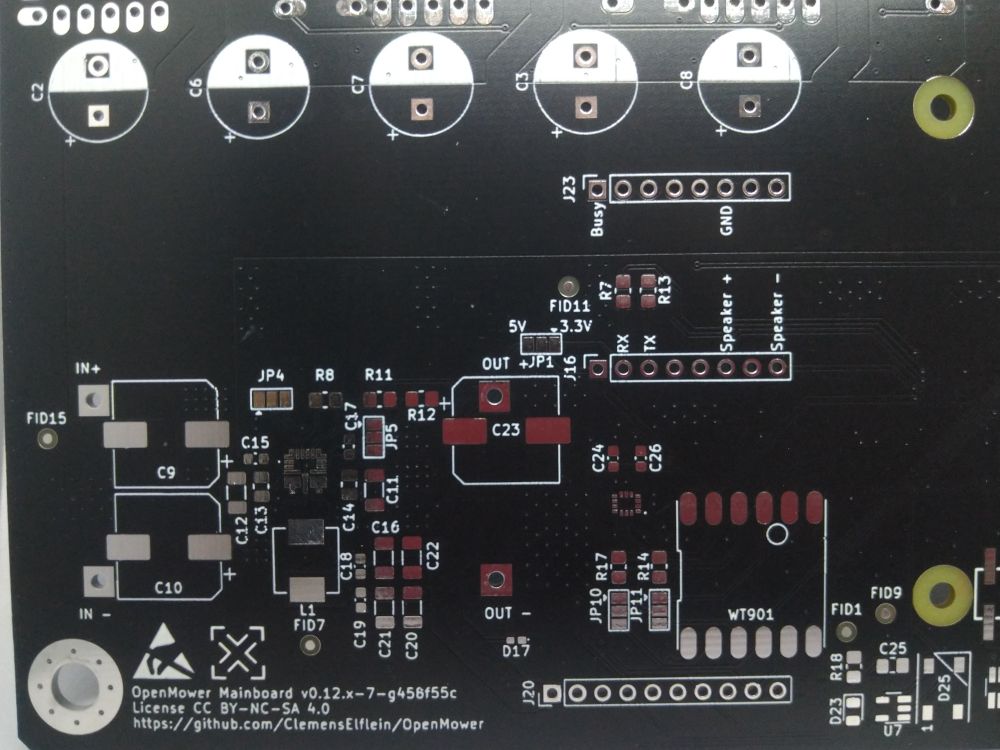 C2
C6
C7
C3
C8
+
+
+
+
+
J23
Busy
GND
R7
R13
FID11
5V
3.3V
JP1
OUT +
J16
RX
TX
Speaker +
Speaker -
IN+
FID15
JP4
R8
R11
C17
R12
JP5
+
C23
C15
+
C9
C12
C13
C14
C11
C24
C26
C16
C22
C18
C10
+
IN -
L1
FID7
C19
C21
C20
OUT -
D17
R17
R14
JP10
JP11
WT901
FID1
FID9
R18
C25
D23
U7
D25
1
J20
OpenMower Mainboard v0.12.x-7-g458f55c
License CC BY-NC-SA 4.0
https://github.com/ClemensElflein/OpenMower